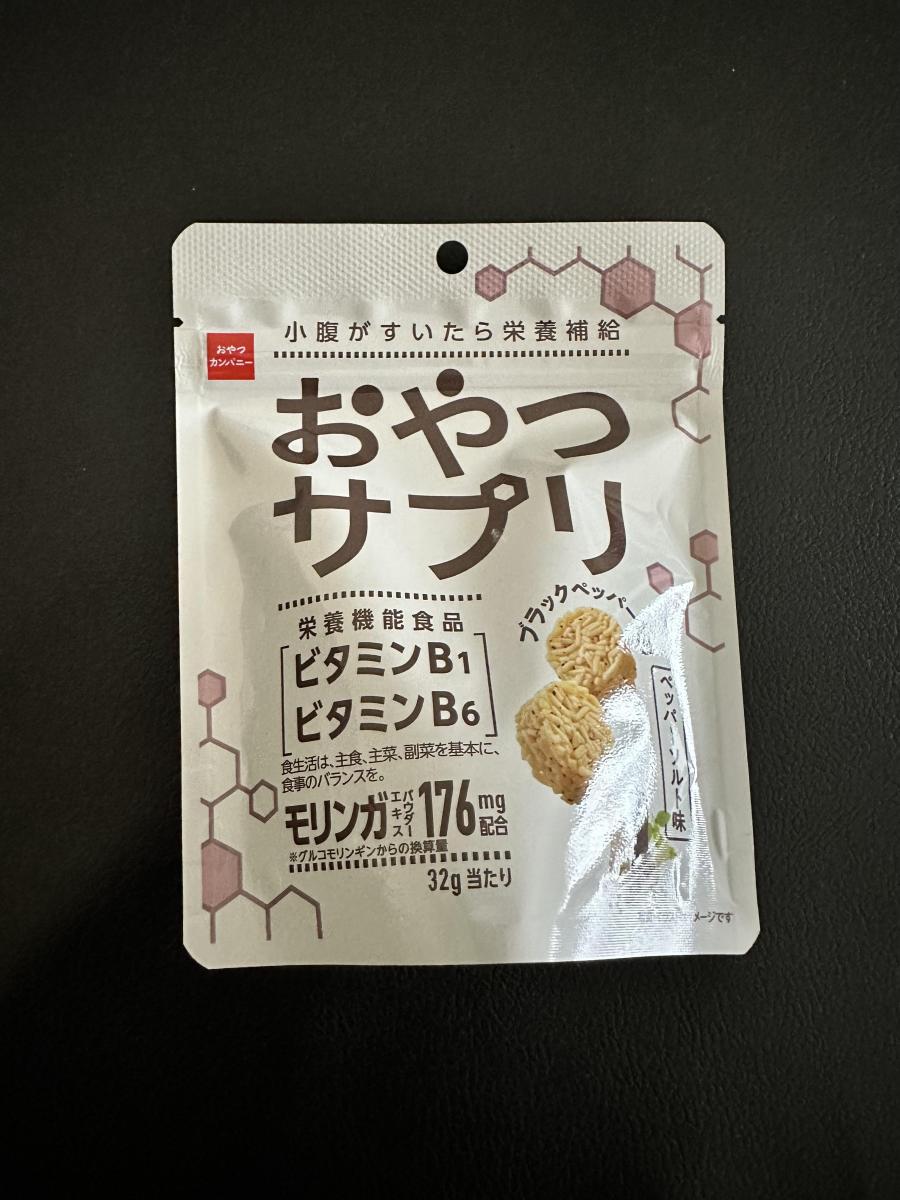 小腹がすいたら栄養補給
おやつ
カンパニー
おやつ
サプリ
栄養機能食品
ビタミンB1
ビタミンB6
食生活は、主食、主菜、副菜を基本に、
食事のバランスを。
モリンガ
エキス
パウダー
176mg
配合
※グルコモリンギンからの換算量
32g 当たり
ブラックペッパー
ペッパーソルト味
メージです